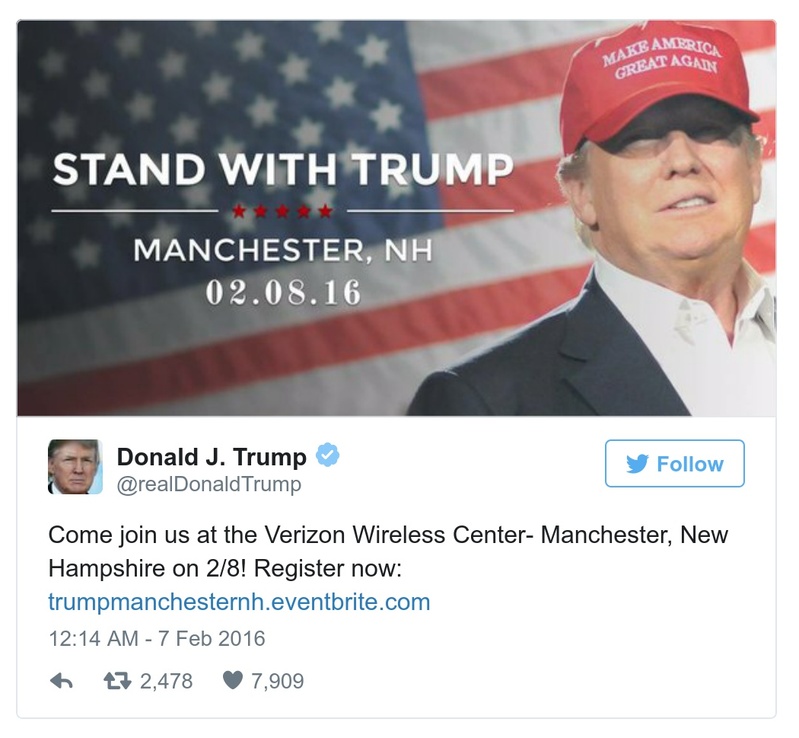 MAKE AMERICA
GREAT AGAIN
STAND WITH TRUMP
MANCHESTER, NH
02.08.16
Donald J. Trump
@realDonaldTrump
Follow
Come join us at the Verizon Wireless Center- Manchester, New
Hampshire on 2/8! Register now:
trumpmanchesternh.eventbrite.com
12:14 AM - 7 Feb 2016
2,478 7,909